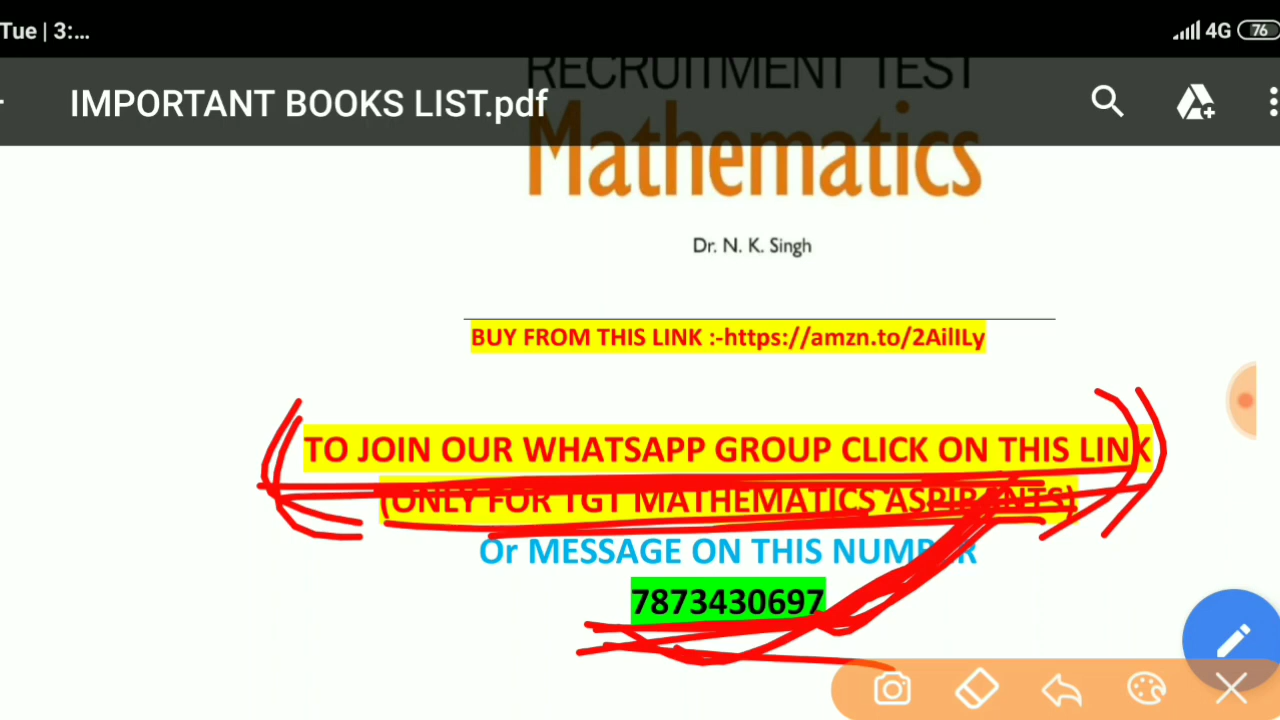 Tue | 3:...
4G 76
IMPORTANT BOOKS LIST.pdf
RECRUITMENT TEST
Mathematics
Dr. N. K. Singh
BUY FROM THIS LINK :-https://amzn.to/2AilILy
TO JOIN OUR WHATSAPP GROUP CLICK ON THIS LINK
(ONLY FOR TGT MATHEMATICS ASPIRANTS)
Or MESSAGE ON THIS NUMBER
7873430697